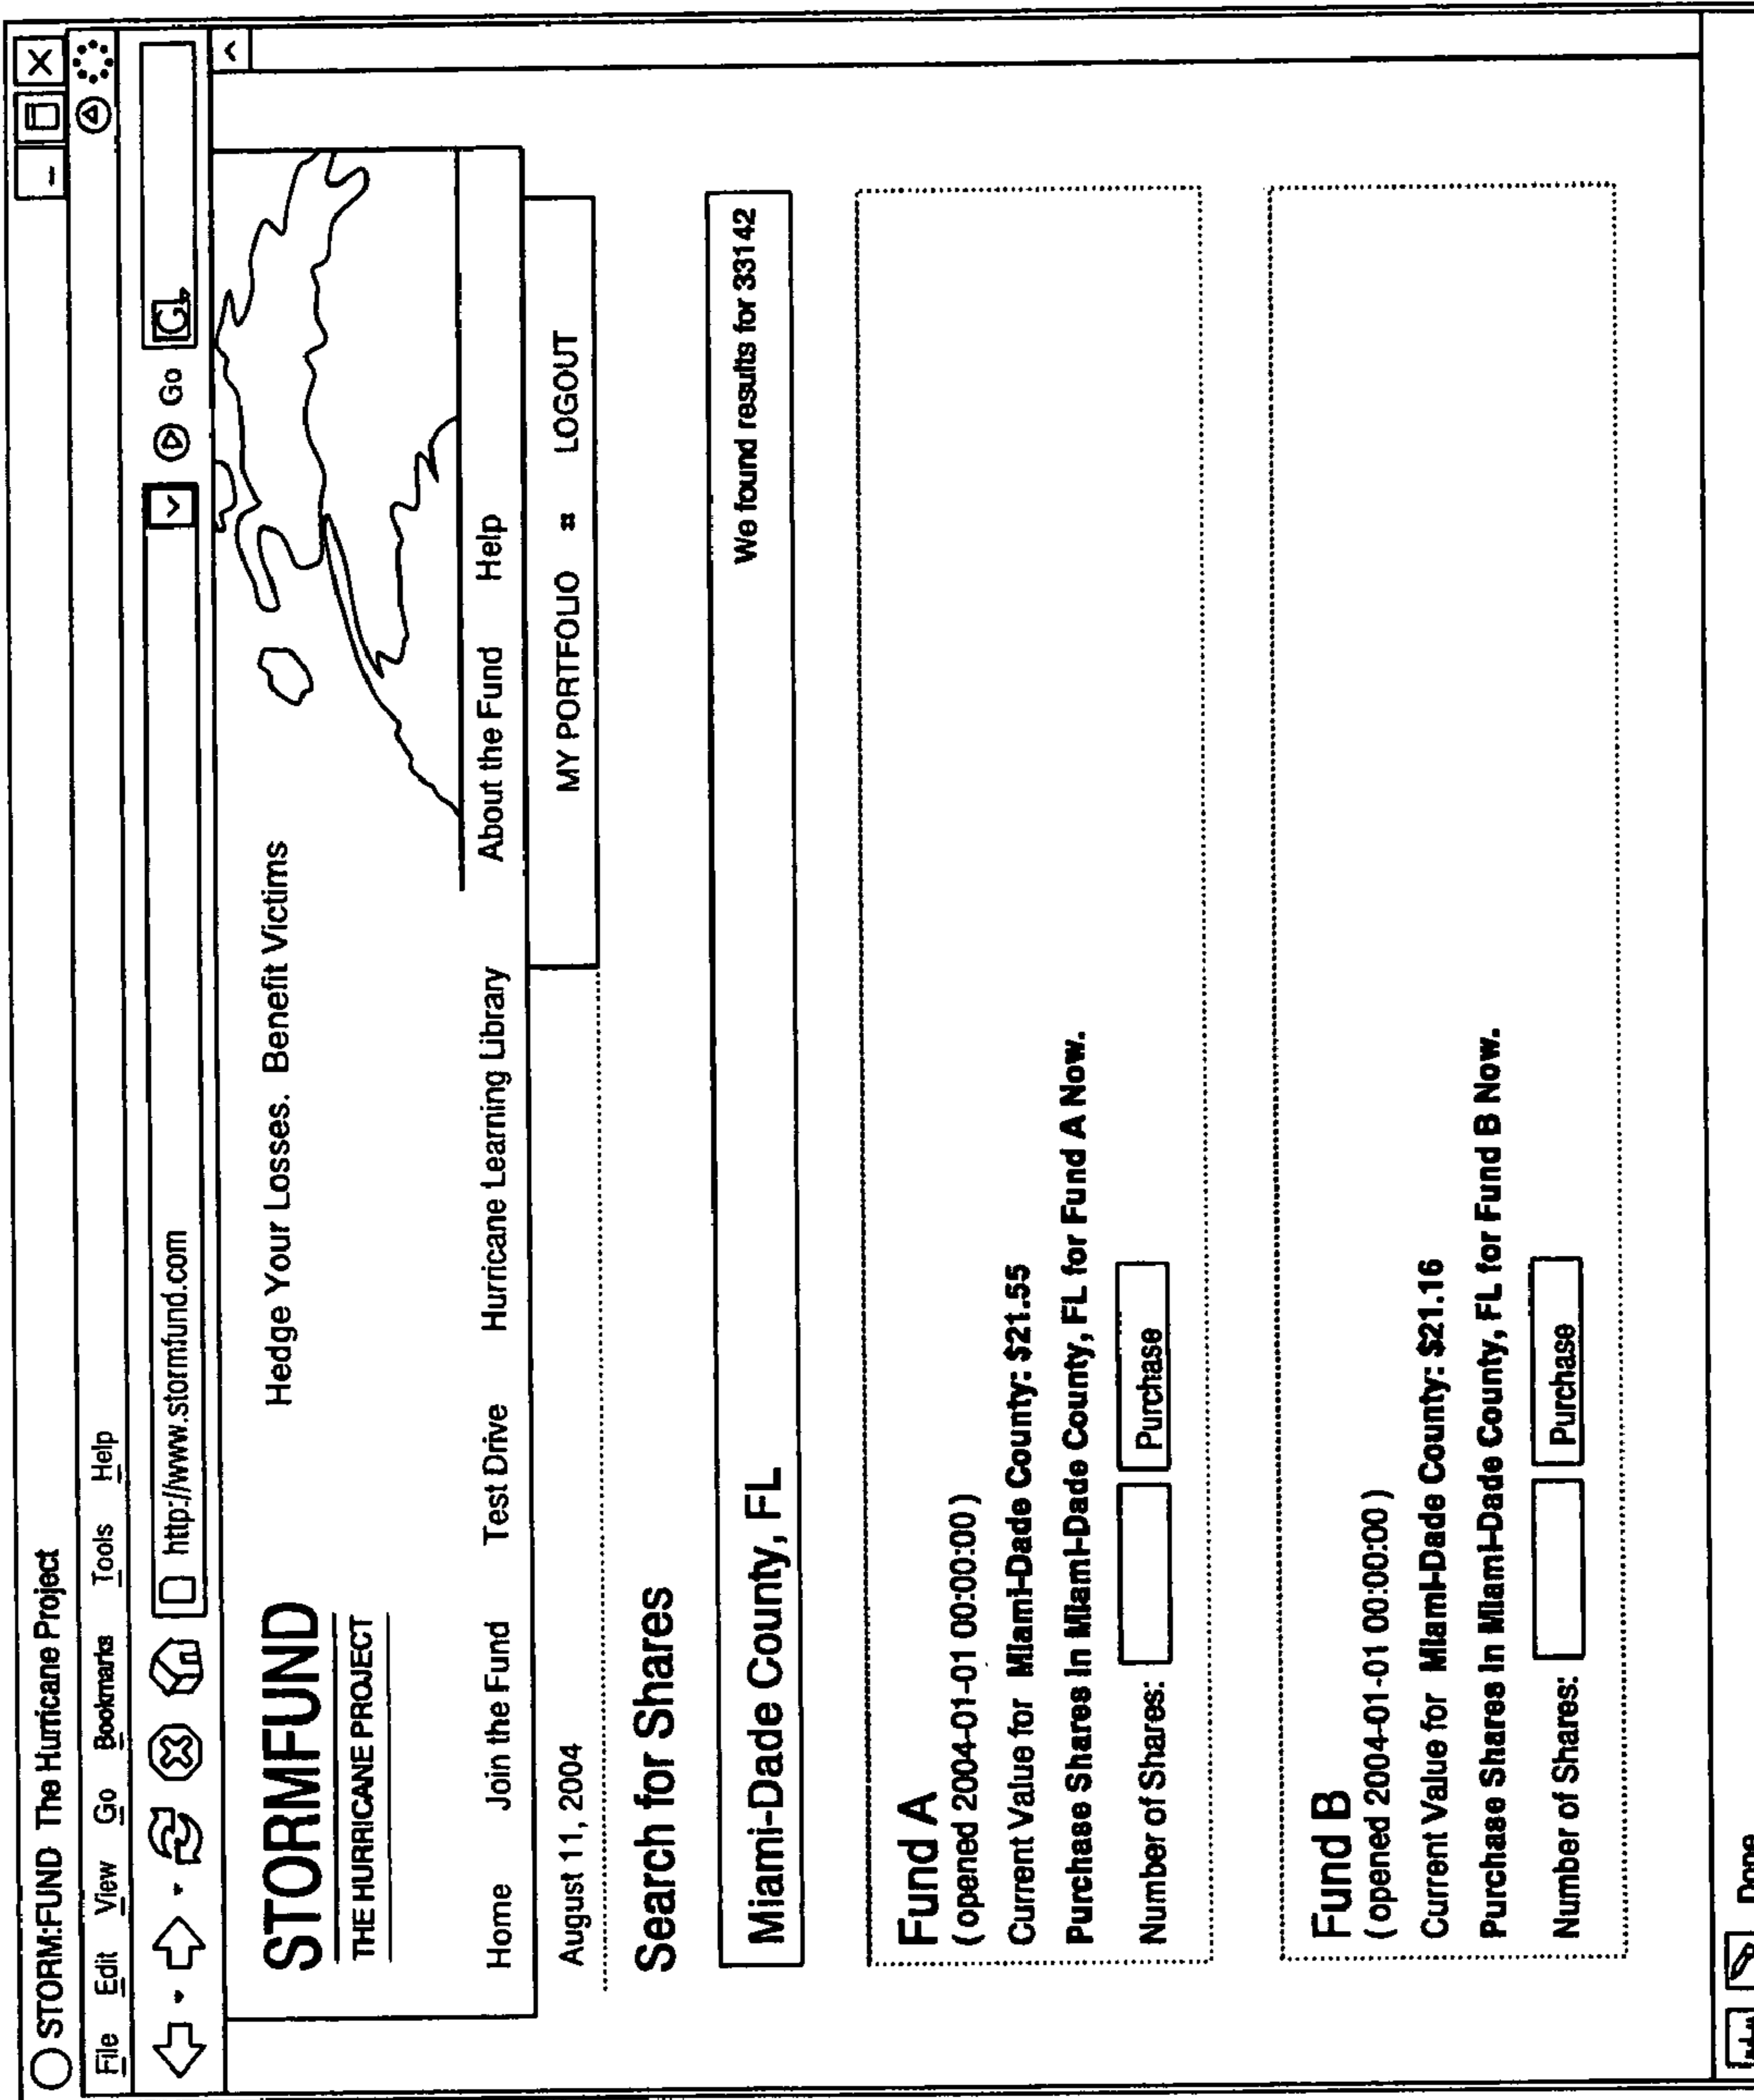 STORM:FUND The Hurricane Project
File Edit View Go Bookmarks Tools Help
http://www.stormfund.com Go G
STORMFUND
THE HURRICANE PROJECT
Hedge Your Losses. Benefit Victims
Home Join the Fund Test Drive Hurricane Learning Library About the Fund Help
August 11, 2004 MY PORTFOLIO :: LOGOUT
Search for Shares
Miami-Dade County, FL We found results for 33142
Fund A
(opened 2004-01-01 00:00:00)
Current Value for Miami-Dade County: $21.55
Purchase Shares In Miami-Dade County, FL for Fund A Now.
Number of Shares: Purchase
Fund B
(opened 2004-01-01 00:00:00)
Current Value for Miami-Dade County: $21.16
Purchase Shares In Miami-Dade County, FL for Fund B Now.
Number of Shares: Purchase
Done